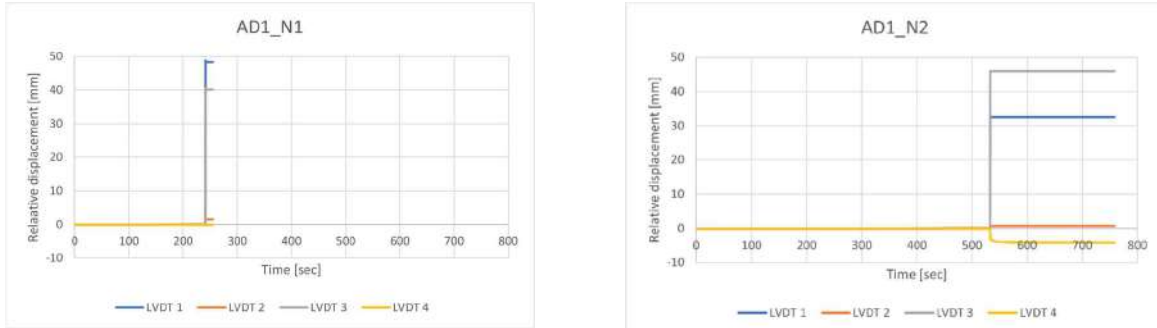 AD1_N1
Relaative displacement [mm]
50
40
30
20
10
0
-10
0 100 200 300 400 500 600 700 800
Time [sec]
LVDT 1 LVDT 2 LVDT 3 LVDT 4
AD1_N2
Relative displacement [mm]
50
40
30
20
10
0
-10
0 100 200 300 400 500 600 700 800
Time [sec]
LVDT 1 LVDT 2 LVDT 3 LVDT 4